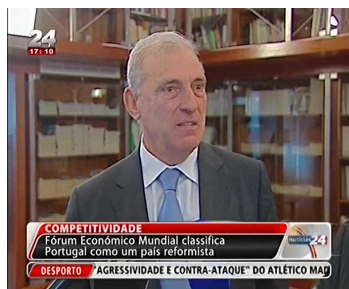 24
17:10
COMPETITIVIDADE
Fórum Económico Mundial classifica
Portugal como um país reformista
Notícias 24
DESPORTO "AGRESSIVIDADE E CONTRA-ATAQUE" DO ATLÉTICO MAD